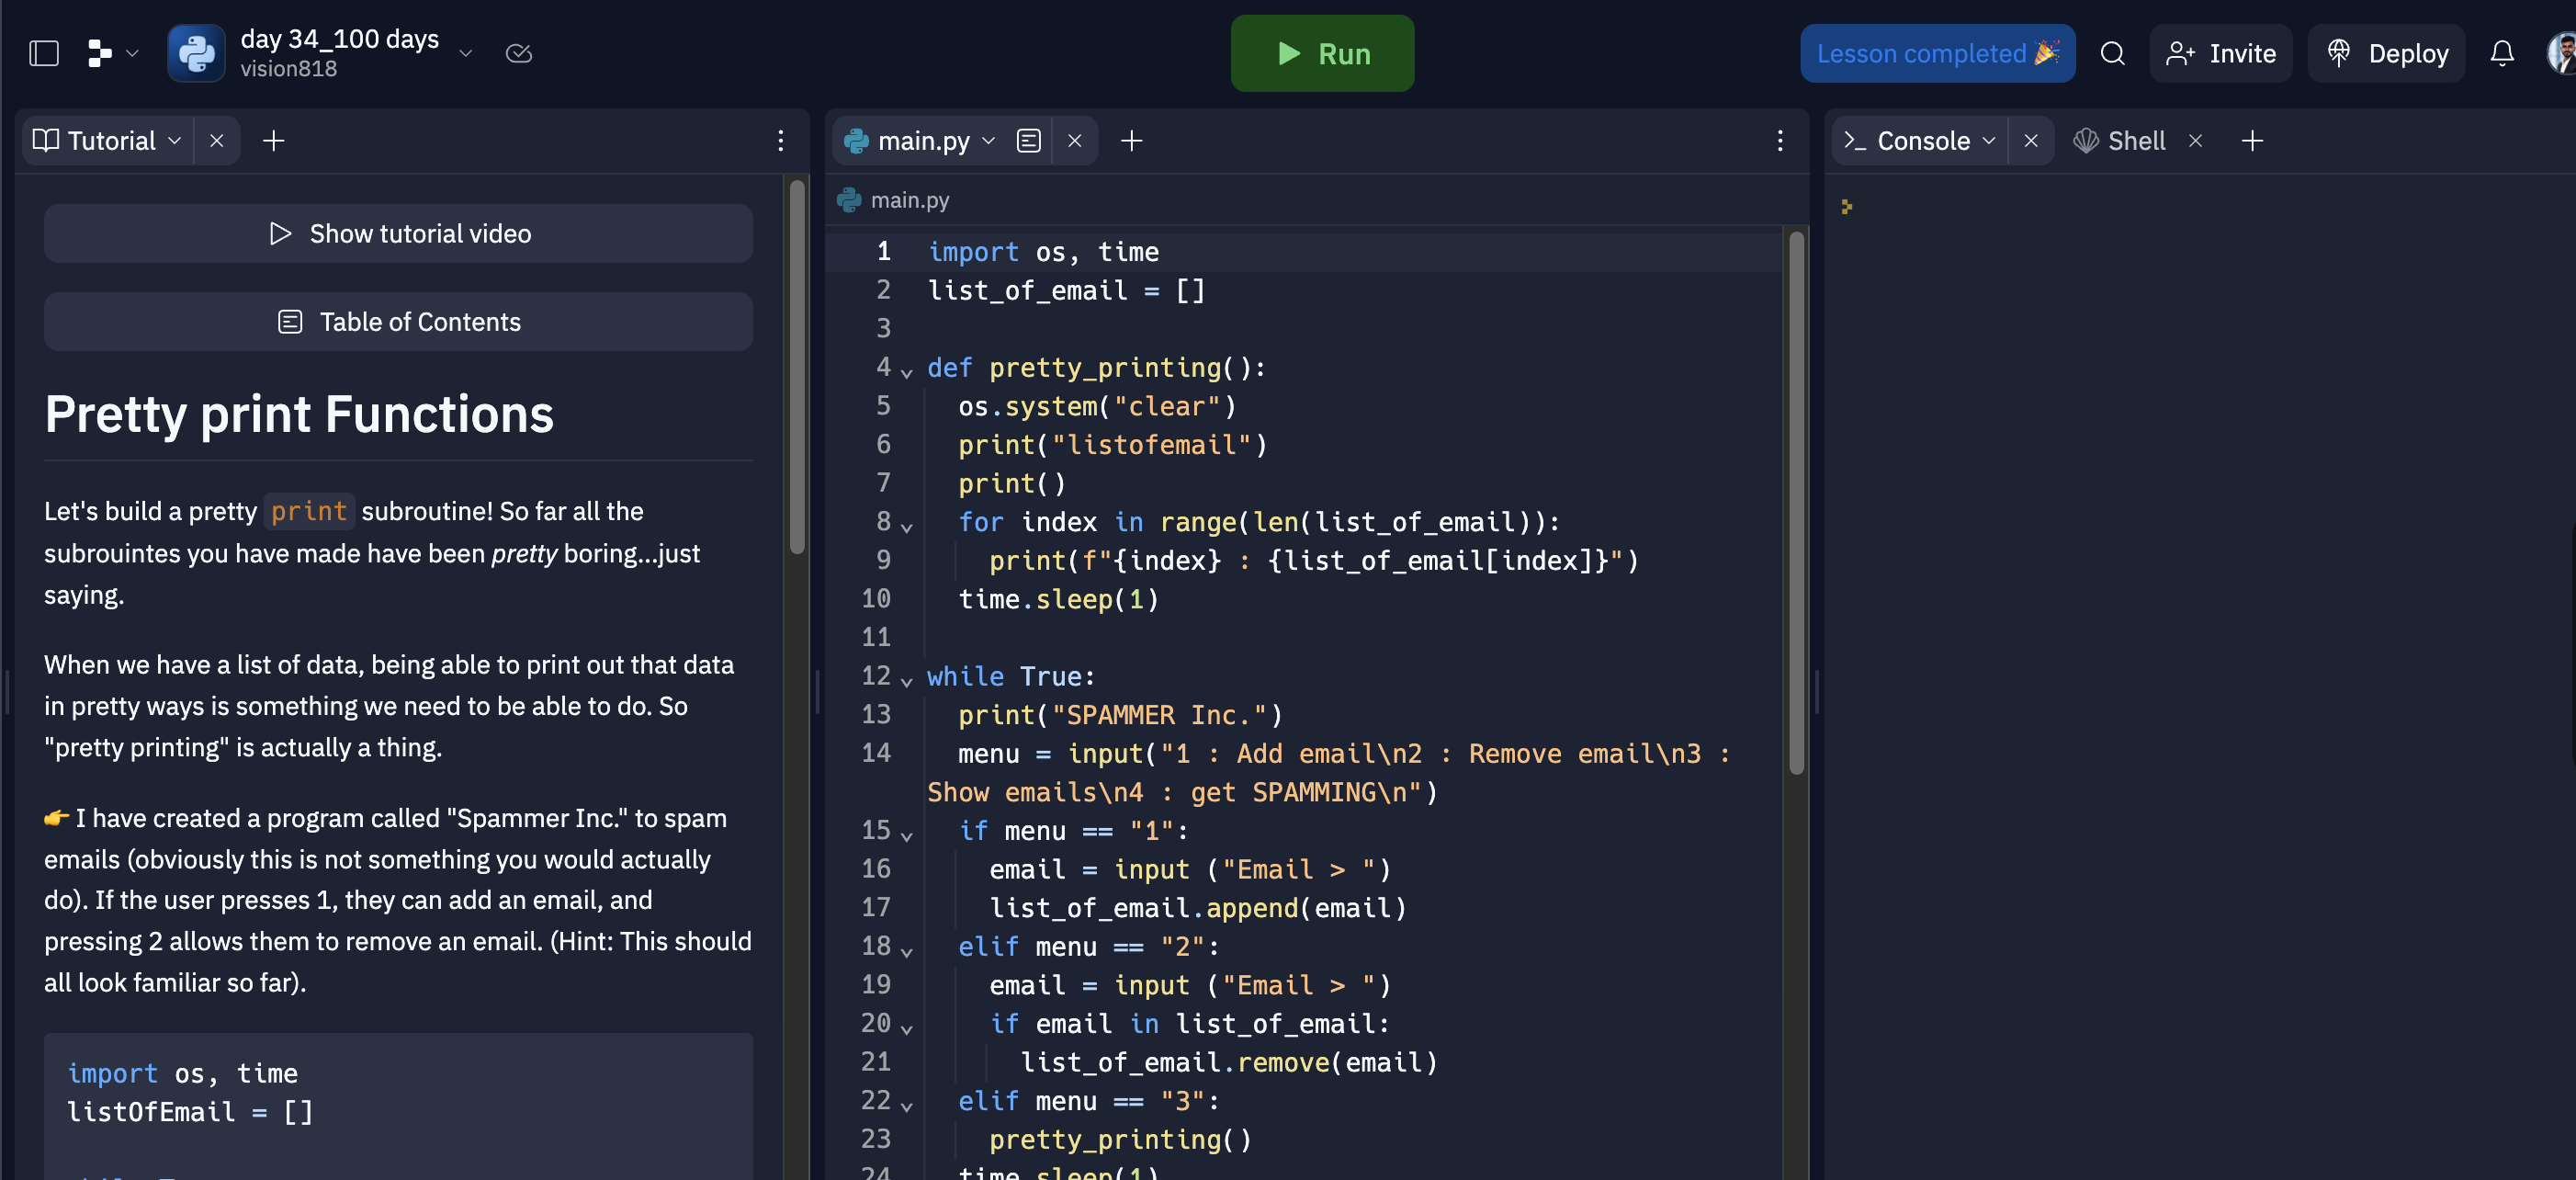 day 34_100 days
vision818
Run
Lesson completed 🎉
Invite
Deploy
Tutorial
Show tutorial video
Table of Contents
Pretty print Functions
Let's build a pretty print subroutine! So far all the
subrouintes you have made have been pretty boring...just
saying.
When we have a list of data, being able to print out that data
in pretty ways is something we need to be able to do. So
"pretty printing" is actually a thing.
👉 I have created a program called "Spammer Inc." to spam
emails (obviously this is not something you would actually
do). If the user presses 1, they can add an email, and
pressing 2 allows them to remove an email. (Hint: This should
all look familiar so far).
import os, time
listOfEmail = []
main.py
main.py
1 import os, time
2 list_of_email = []
3
4 def pretty_printing():
5 os.system("clear")
6 print("listofemail")
7 print()
8 for index in range(len(list_of_email)):
9 print(f"{index} : {list_of_email[index]}")
10 time.sleep(1)
11
12 while True:
13 print("SPAMMER Inc.")
14 menu = input("1 : Add email\n2 : Remove email\n3 :
Show emails\n4 : get SPAMMING\n")
15 if menu == "1":
16 email = input ("Email > ")
17 list_of_email.append(email)
18 elif menu == "2":
19 email = input ("Email > ")
20 if email in list_of_email:
21 list_of_email.remove(email)
22 elif menu == "3":
23 pretty_printing()
24 time.sleep(1)
Console
Shell